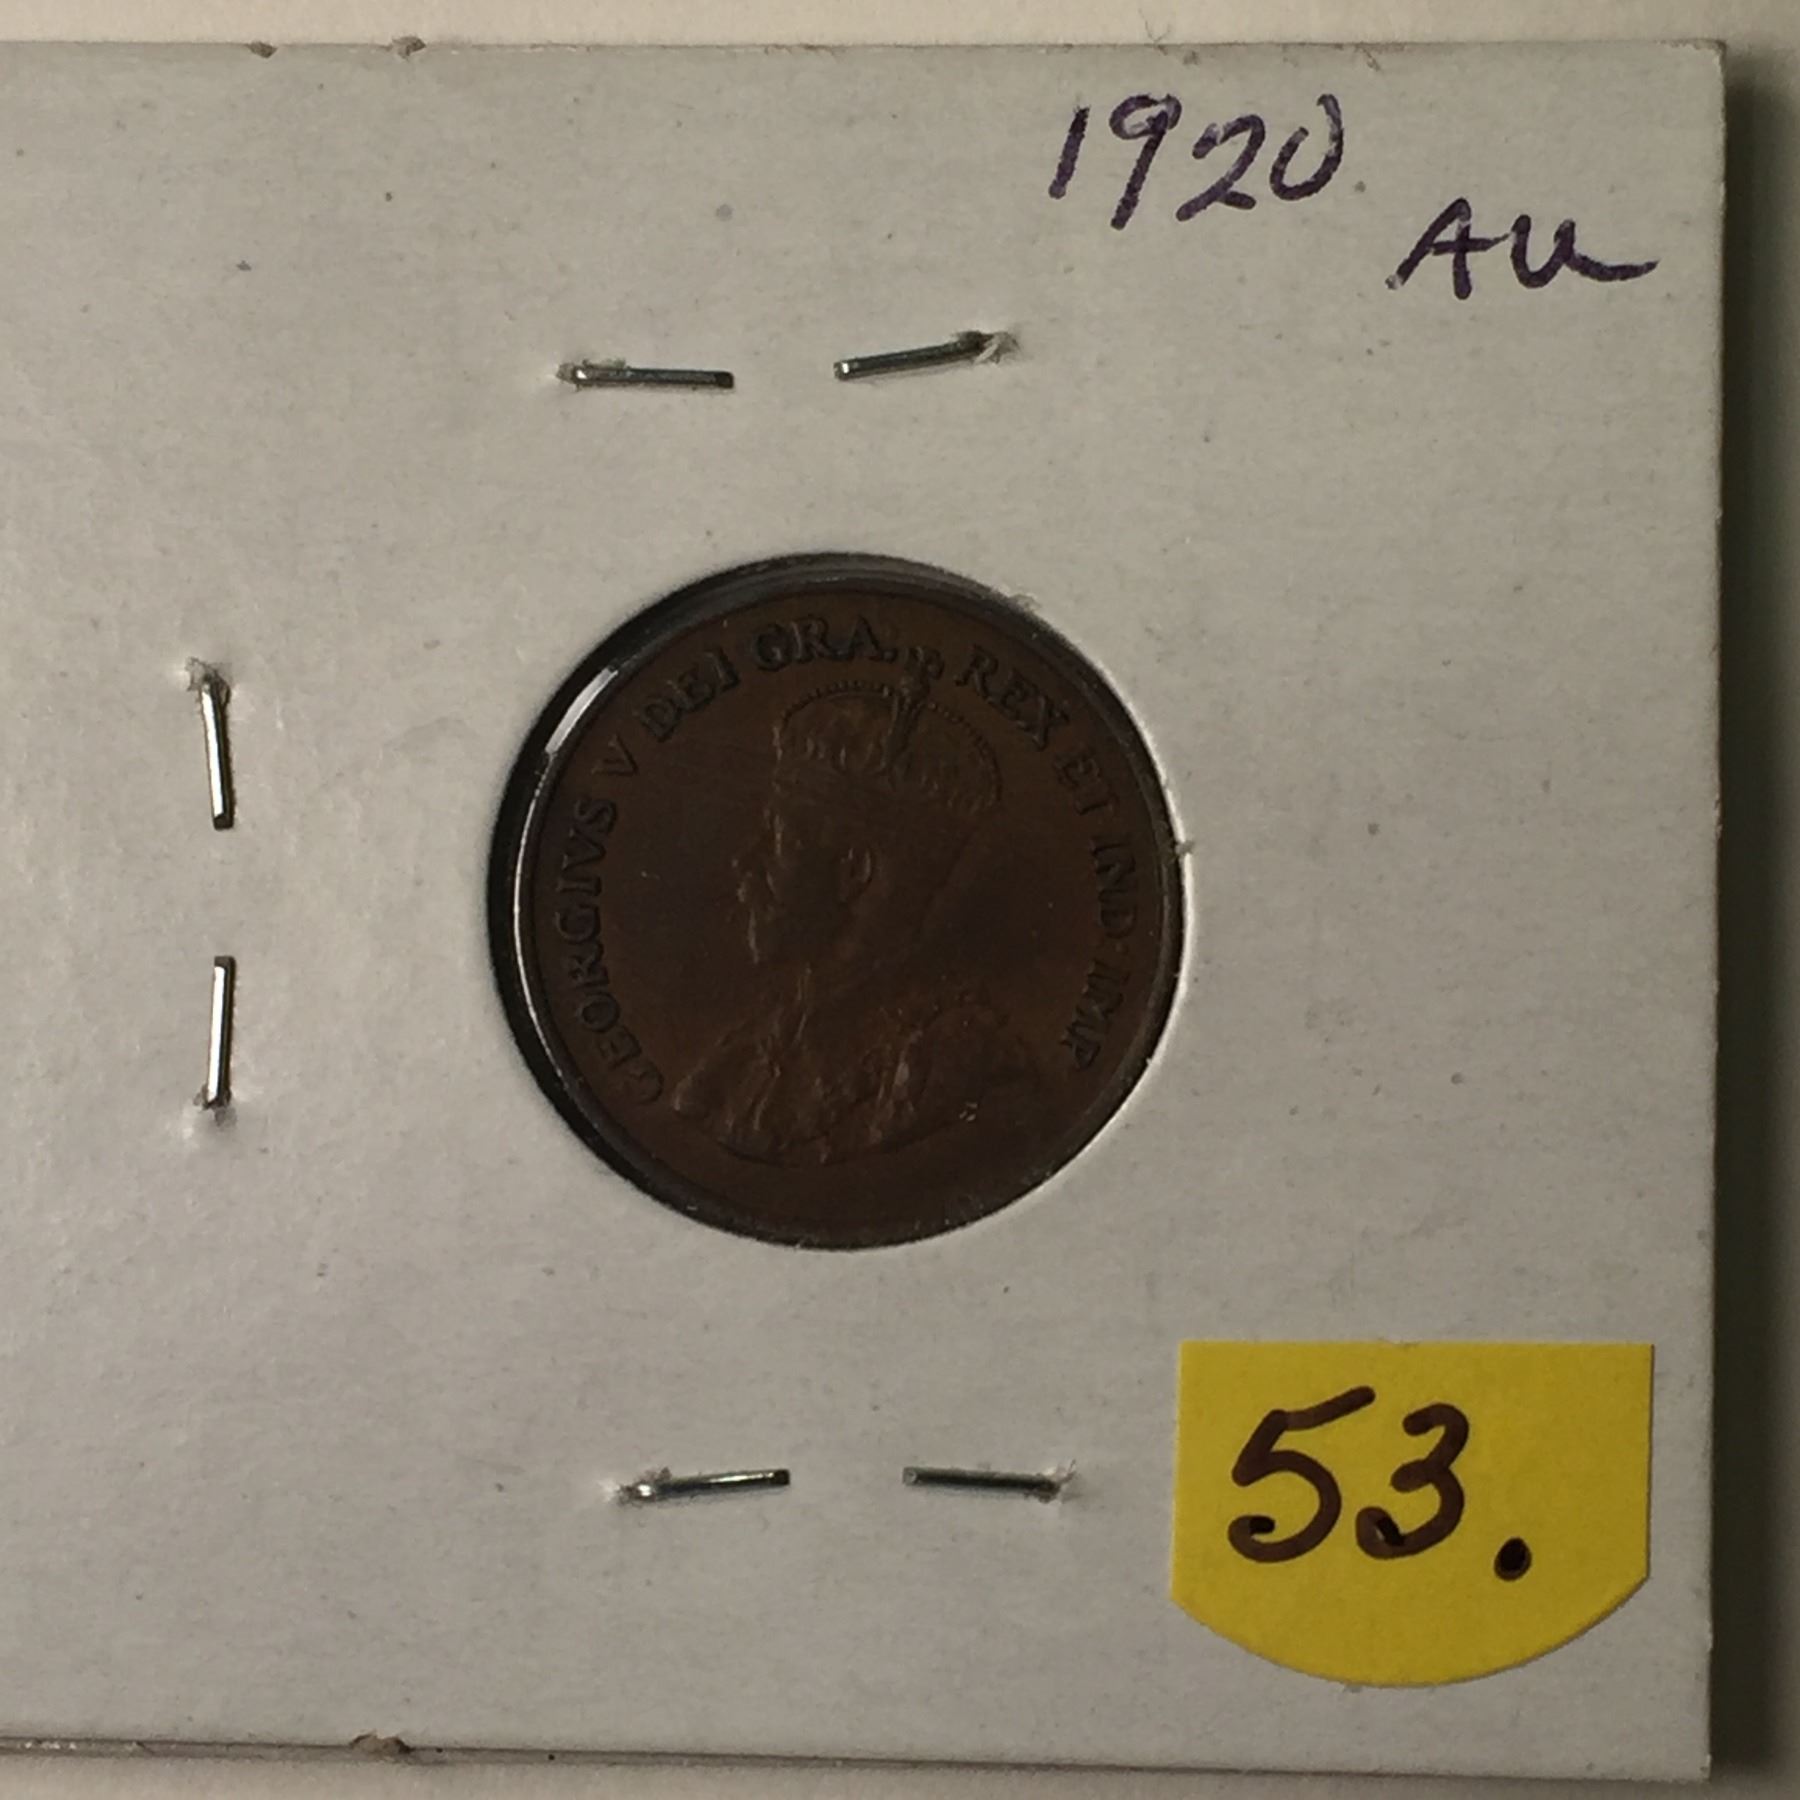 1920
AU
GEORGIVS V DEI GRA: REX ET IND: IMP:
53.